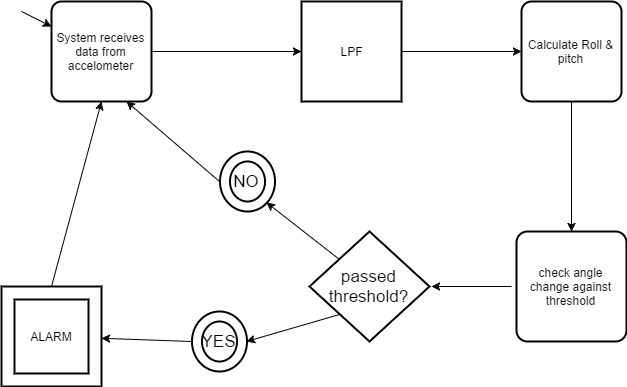 System receives
data from
accelometer
LPF
Calculate Roll &
pitch
NO
passed
threshold?
check angle
change against
threshold
YES
ALARM